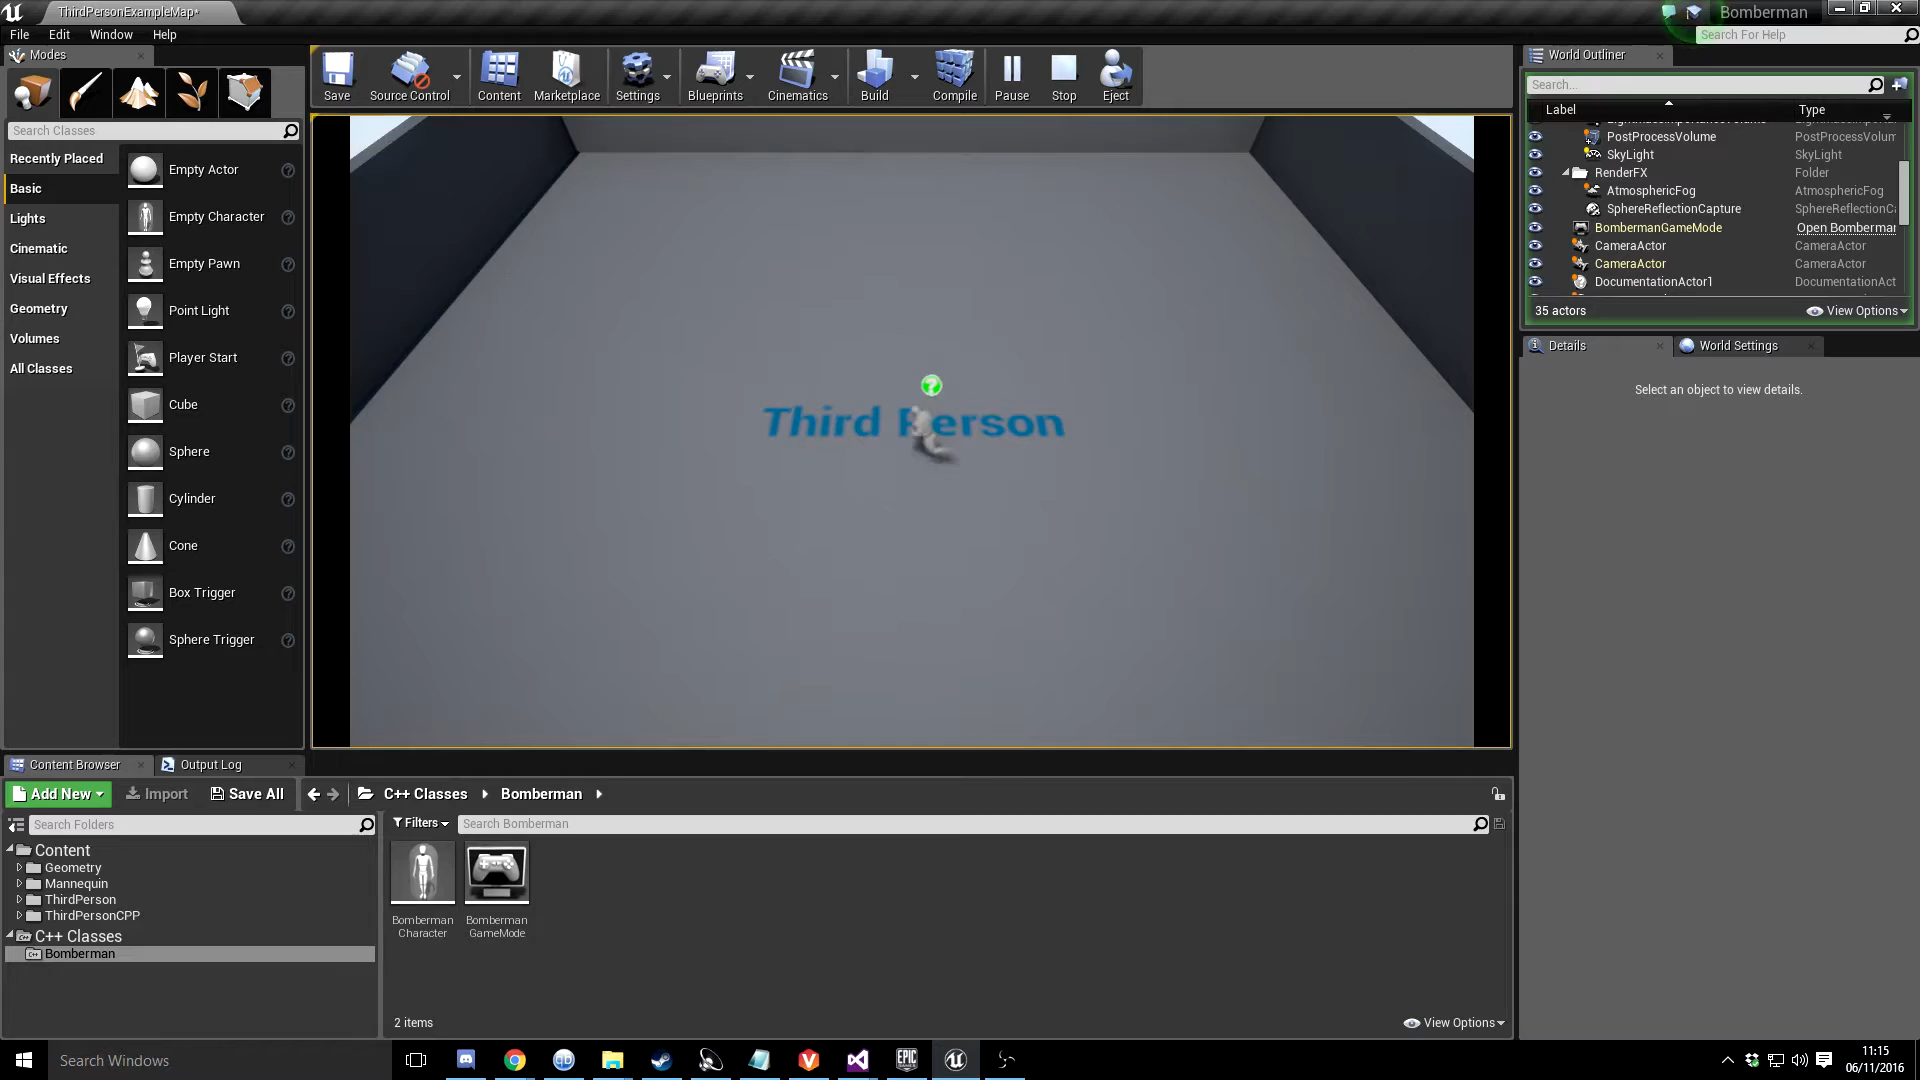 ThirdPersonExampleMap*
Bomberman
File Edit Window Help
Search For Help
Modes
Search Classes
Recently Placed
Basic
Lights
Cinematic
Visual Effects
Geometry
Volumes
All Classes
Empty Actor
Empty Character
Empty Pawn
Point Light
Player Start
Cube
Sphere
Cylinder
Cone
Box Trigger
Sphere Trigger
Save Source Control Content Marketplace Settings Blueprints Cinematics Build Compile Pause Stop Eject
Third Person
World Outliner
Search...
Label Type
PostProcessVolume PostProcessVolum
SkyLight SkyLight
RenderFX Folder
AtmosphericFog AtmosphericFog
SphereReflectionCapture SphereReflectionCa
BombermanGameMode Open Bomberman
CameraActor CameraActor
CameraActor CameraActor
DocumentationActor1 DocumentationAct
35 actors View Options
Details World Settings
Select an object to view details.
Content Browser Output Log
Add New Import Save All C++ Classes Bomberman
Search Folders
Filters Search Bomberman
Content
Geometry
Mannequin
ThirdPerson
ThirdPersonCPP
C++ Classes
Bomberman
Bomberman
Character
Bomberman
GameMode
2 items View Options
Search Windows
EPIC
GAMES
11:15
06/11/2016